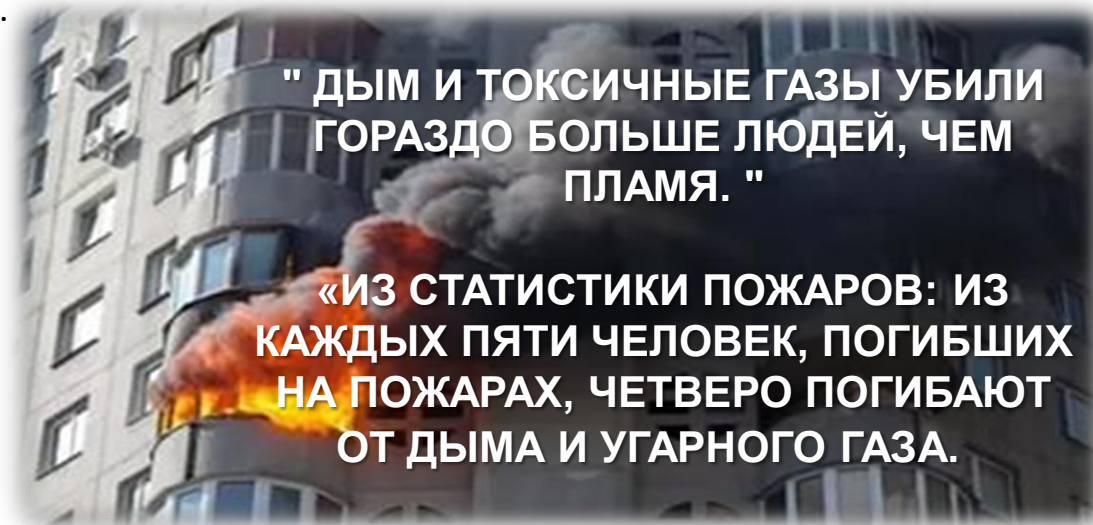 .
" ДЫМ И ТОКСИЧНЫЕ ГАЗЫ УБИЛИ
ГОРАЗДО БОЛЬШЕ ЛЮДЕЙ, ЧЕМ
ПЛАМЯ. "
«ИЗ СТАТИСТИКИ ПОЖАРОВ: ИЗ
КАЖДЫХ ПЯТИ ЧЕЛОВЕК, ПОГИБШИХ
НА ПОЖАРАХ, ЧЕТВЕРО ПОГИБАЮТ
ОТ ДЫМА И УГАРНОГО ГАЗА.